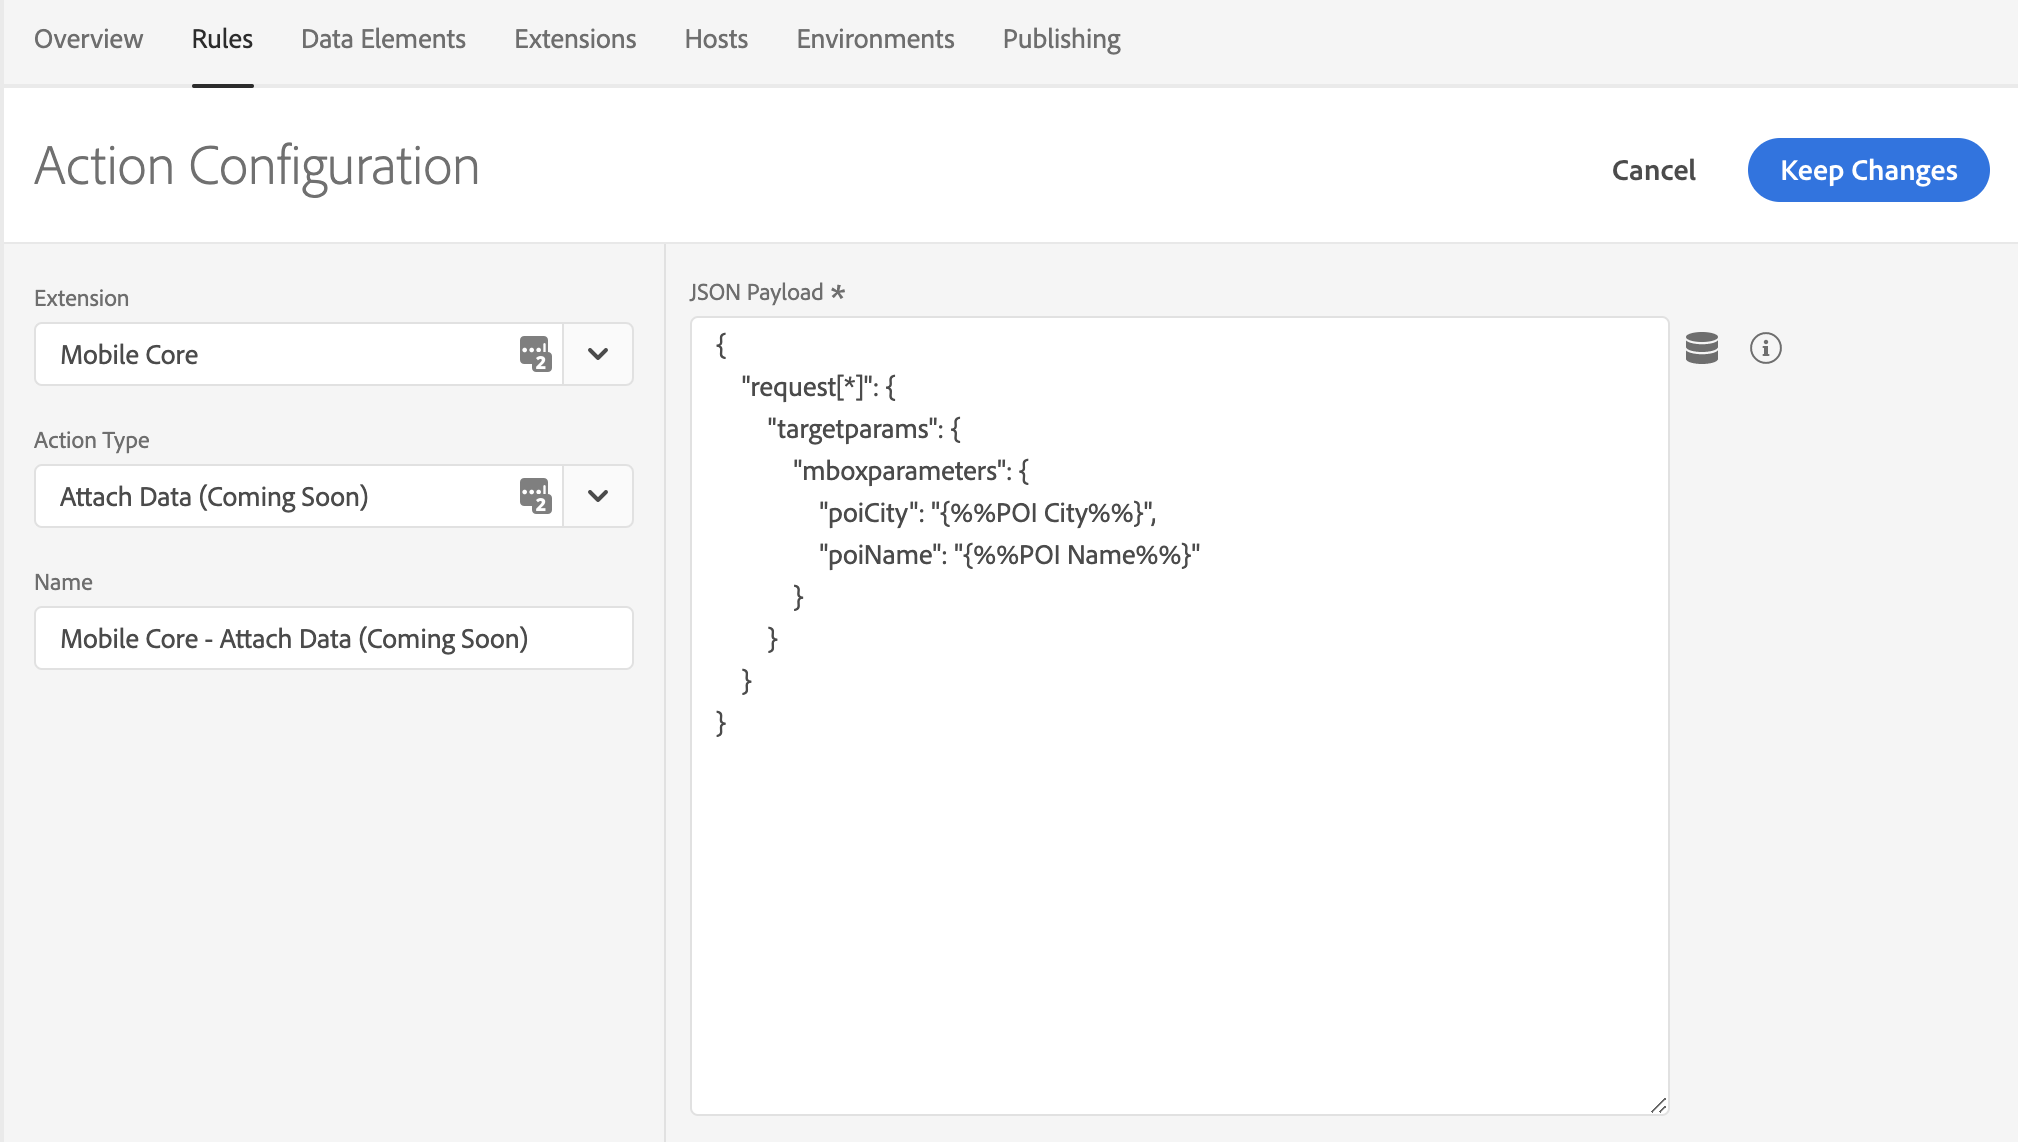 Overview Rules Data Elements Extensions Hosts Environments Publishing
Action Configuration
Cancel
Keep Changes
Extension
Mobile Core
2
Action Type
Attach Data (Coming Soon)
2
Name
Mobile Core - Attach Data (Coming Soon)
JSON Payload *
{
"request[*]": {
"targetparams": {
"mboxparameters": {
"poiCity": "{%%POI City%%}",
"poiName": "{%%POI Name%%}"
}
}
}
}